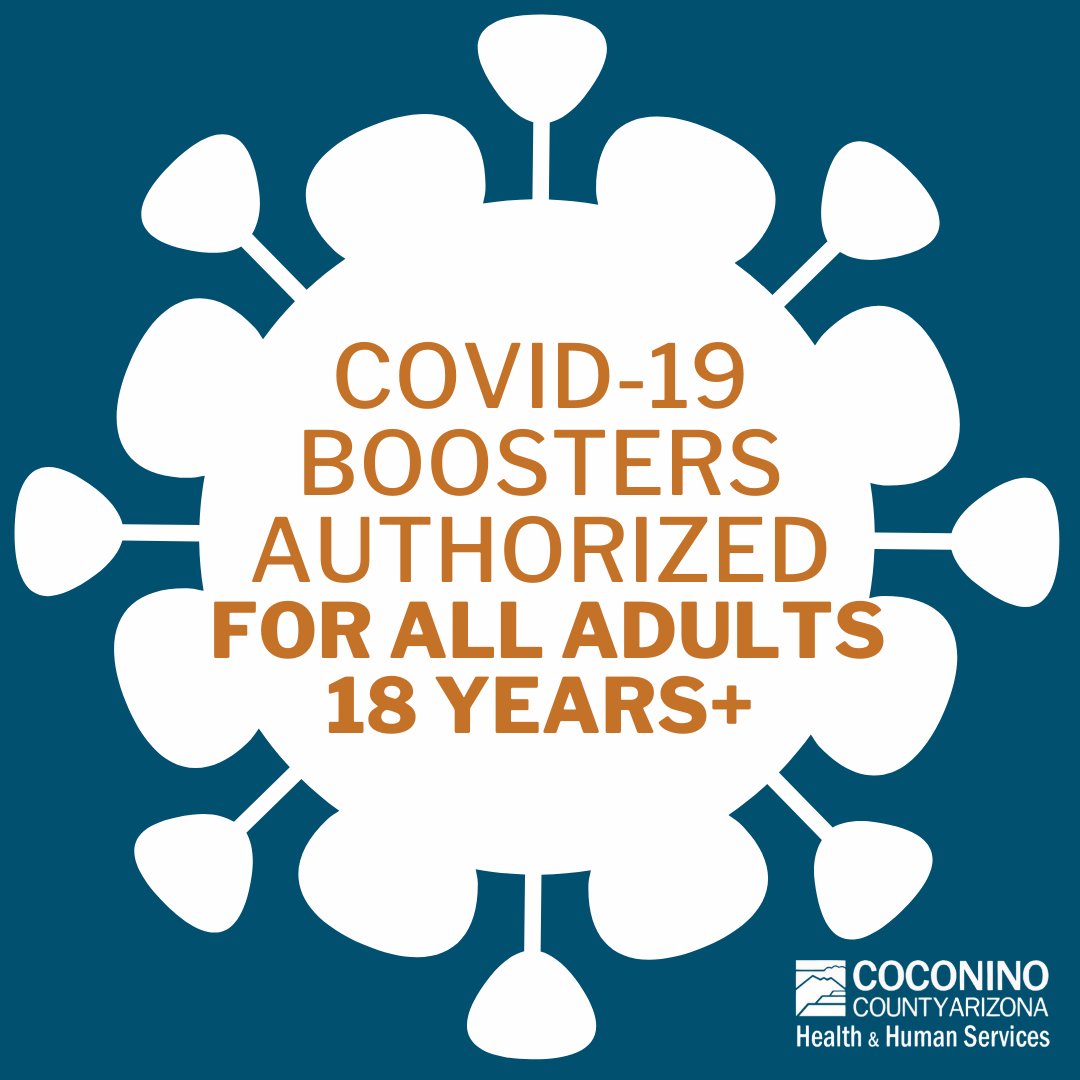 COVID-19
BOOSTERS
AUTHORIZED
FOR ALL ADULTS
18 YEARS+
COCONINO
COUNTYARIZONA
Health & Human Services